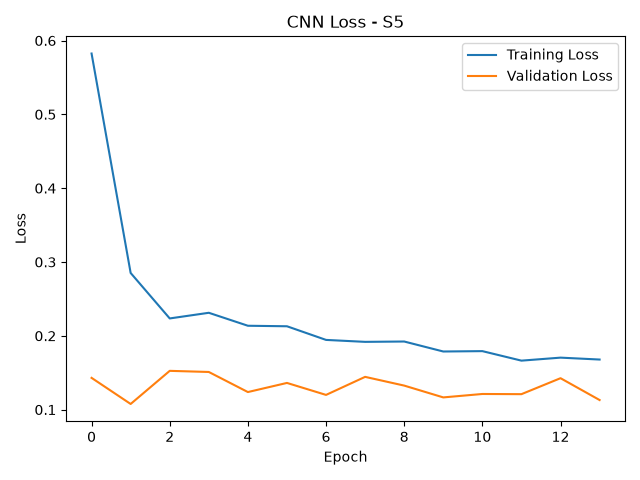 CNN Loss - S5
Training Loss
Validation Loss
0.6
0.5
0.4
0.3
0.2
0.1
Loss
0 2 4 6 8 10 12
Epoch